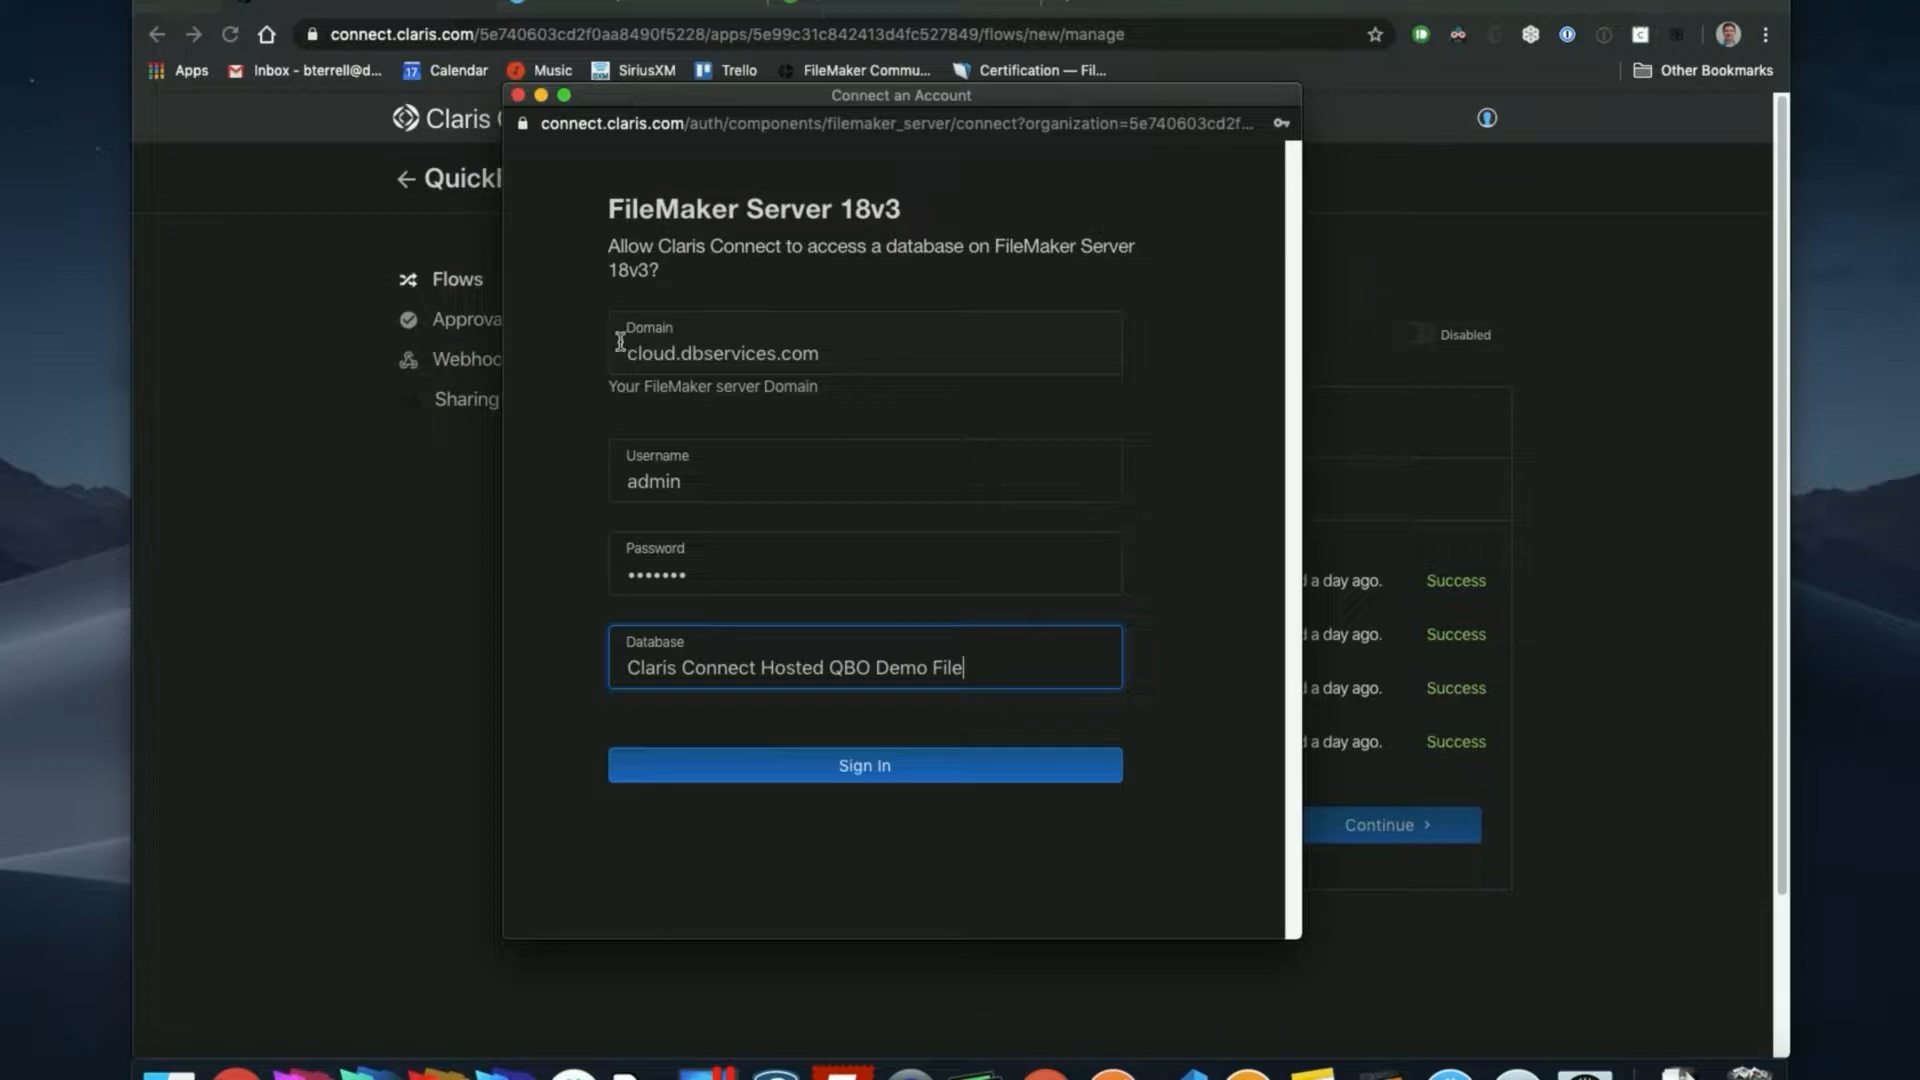 connect.claris.com/5e740603cd2f0aa8490f5228/apps/5e99c31c842413d4fc527849/flows/new/manage
Apps
Inbox - bterrell@d...
17
Calendar
Music
SXM
SiriusXM
Trello
FileMaker Commu...
Certification — Fil...
Other Bookmarks
Connect an Account
Claris
connect.claris.com/auth/components/filemaker_server/connect?organization=5e740603cd2f...
FileMaker Server 18v3
Allow Claris Connect to access a database on FileMaker Server
18v3?
Flows
Webhoo
Sharing
Domain
cloud.dbservices.com
Your FileMaker server Domain
Disabled
Username
admin
Password
•••••••
Database
Claris Connect Hosted QBO Demo File
Sign In
a day ago.
Success
a day ago.
Success
a day ago.
Success
a day ago.
Success
Continue >